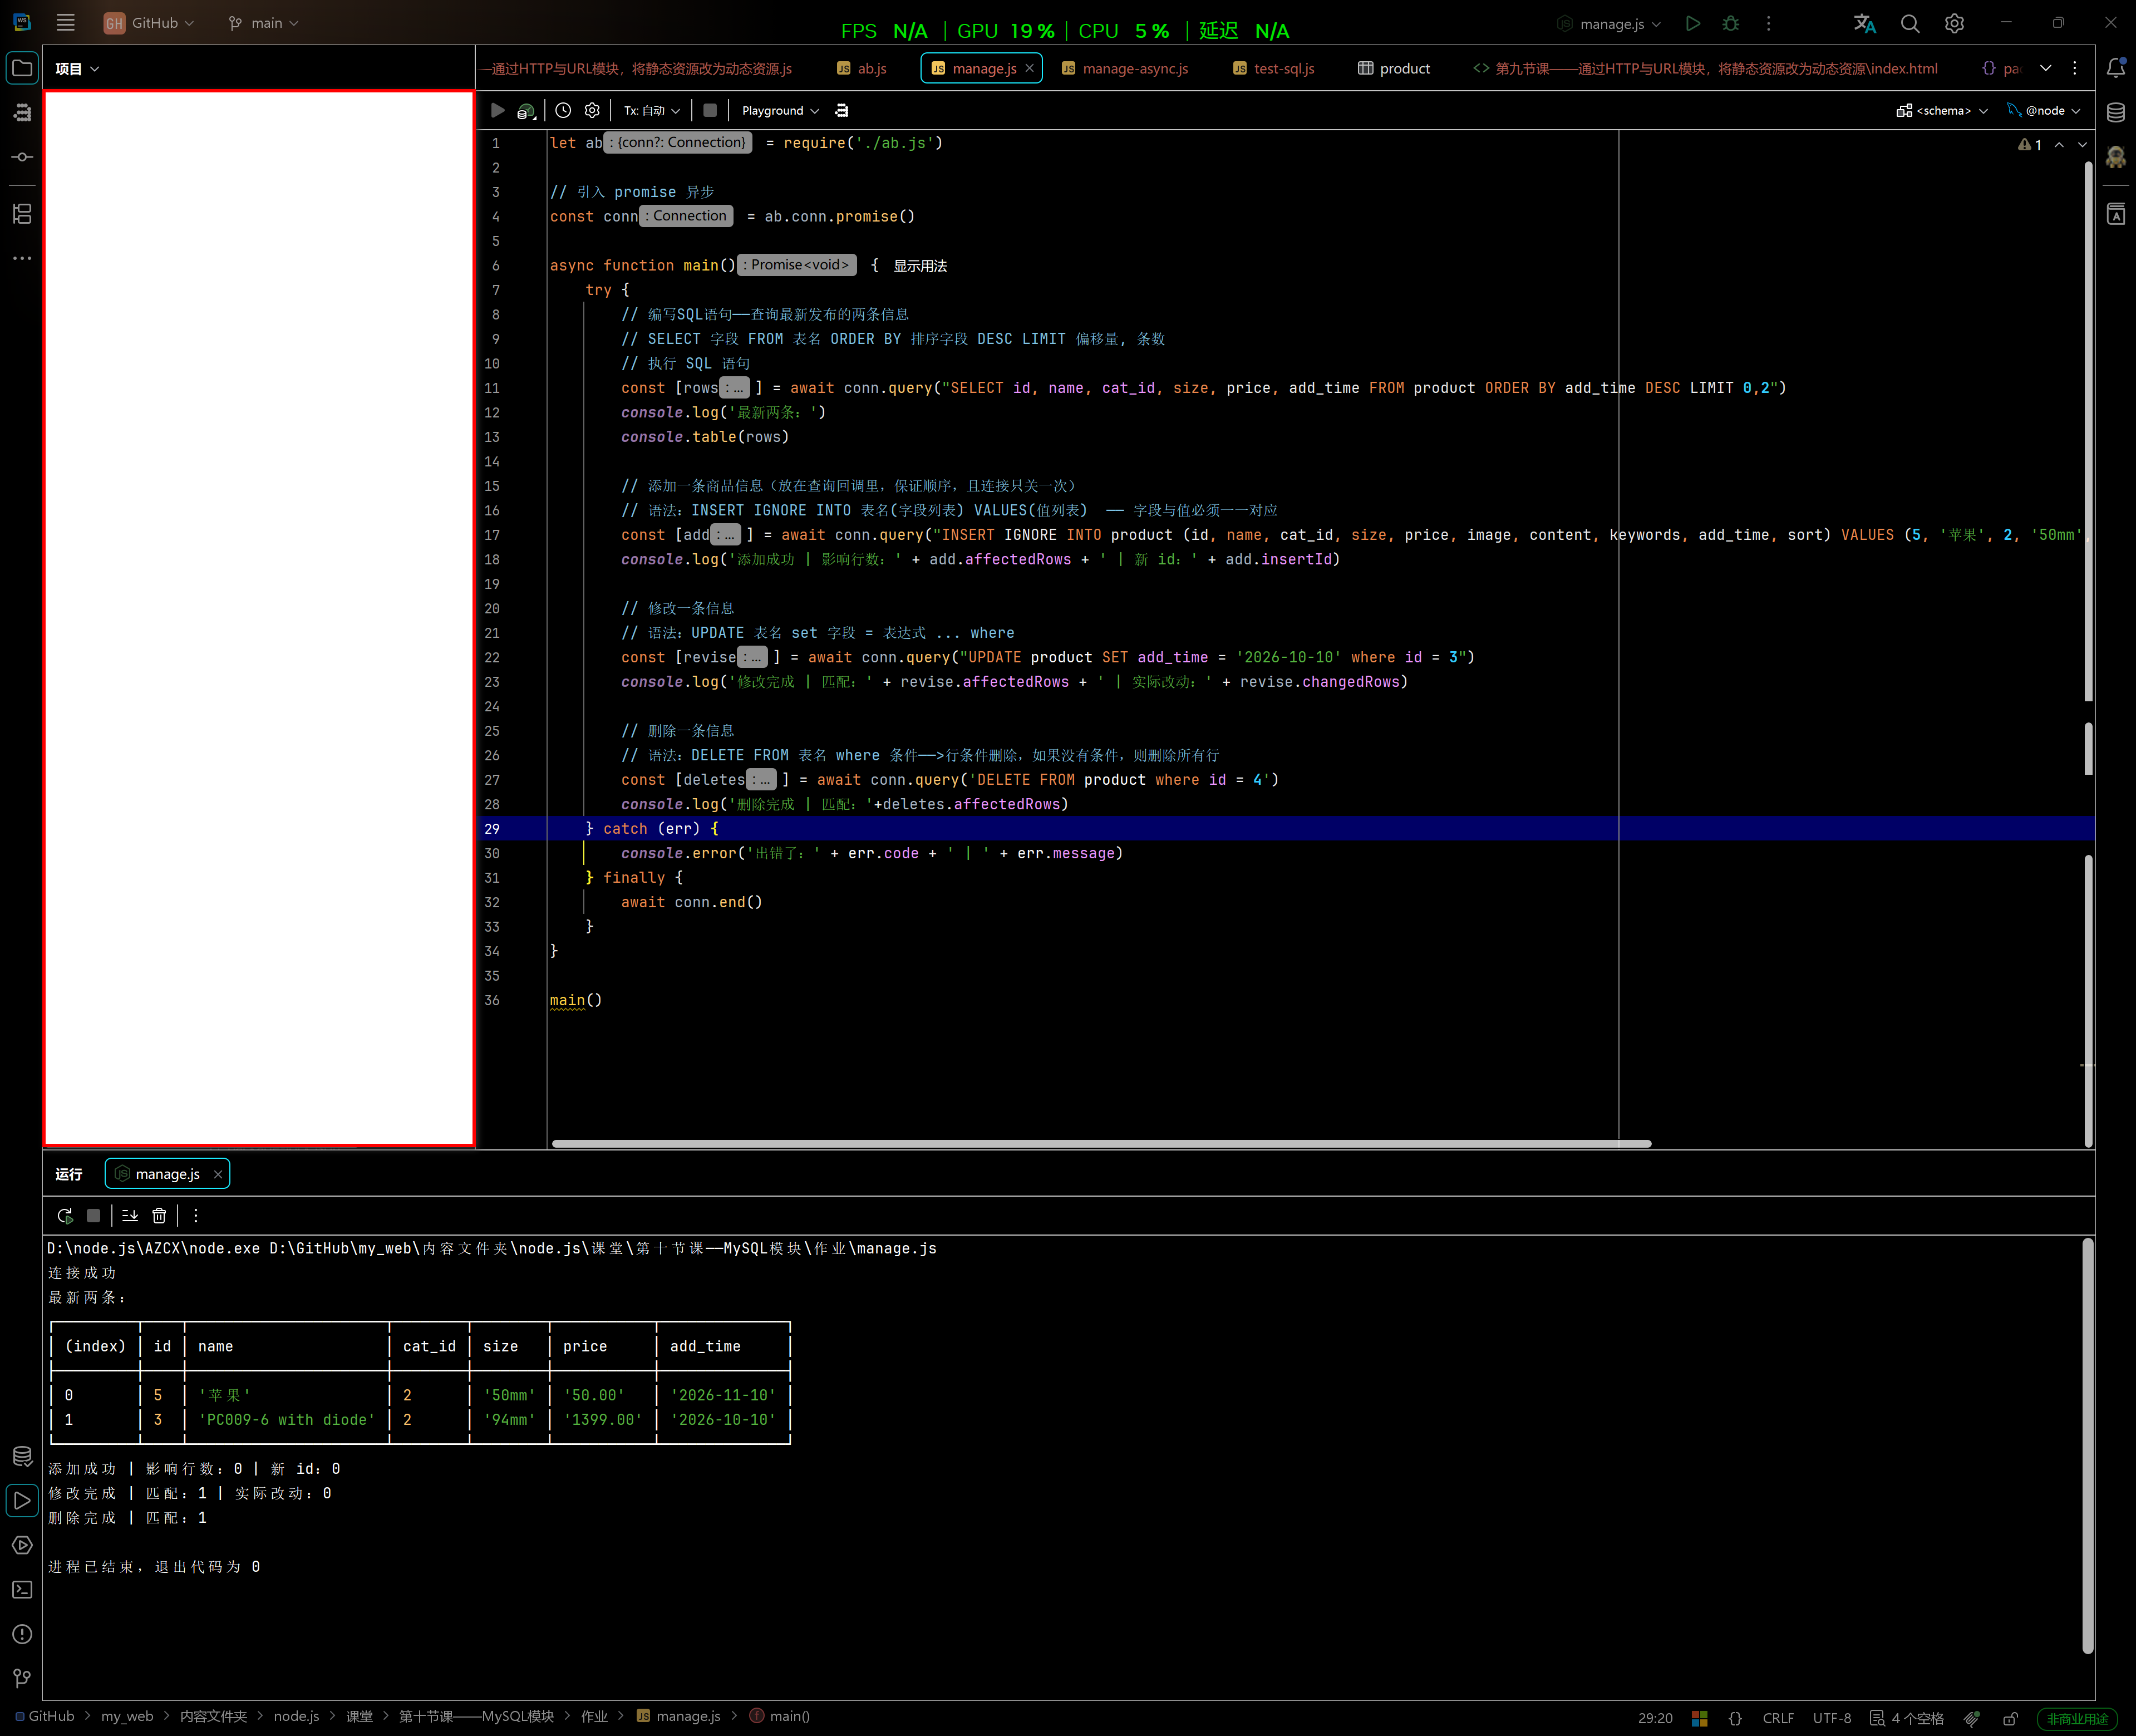 GH GitHub main
FPS N/A | GPU 19 % | CPU 5 % | 延迟 N/A
manage.js
项目
——通过HTTP与URL模块，将静态资源改为动态资源.js
ab.js
manage.js
manage-async.js
test-sql.js
product
第九节课——通过HTTP与URL模块，将静态资源改为动态资源\index.html
Tx: 自动
Playground
<schema>
@node
1
1 let ab : {conn?: Connection} = require('./ab.js')
2
3 // 引入 promise 异步
4 const conn : Connection = ab.conn.promise()
5
6 async function main() : Promise<void> { 显示用法
7 try {
8 // 编写SQL语句——查询最新发布的两条信息
9 // SELECT 字段 FROM 表名 ORDER BY 排序字段 DESC LIMIT 偏移量, 条数
10 // 执行 SQL 语句
11 const [rows : ... ] = await conn.query("SELECT id, name, cat_id, size, price, add_time FROM product ORDER BY add_time DESC LIMIT 0,2")
12 console.log('最新两条：')
13 console.table(rows)
14
15 // 添加一条商品信息（放在查询回调里，保证顺序，且连接只关一次）
16 // 语法：INSERT IGNORE INTO 表名(字段列表) VALUES(值列表) —— 字段与值必须一一对应
17 const [add : ... ] = await conn.query("INSERT IGNORE INTO product (id, name, cat_id, size, price, image, content, keywords, add_time, sort) VALUES (5, '苹果', 2, '50mm',
18 console.log('添加成功 | 影响行数：' + add.affectedRows + ' | 新 id：' + add.insertId)
19
20 // 修改一条信息
21 // 语法：UPDATE 表名 set 字段 = 表达式 ... where
22 const [revise : ... ] = await conn.query("UPDATE product SET add_time = '2026-10-10' where id = 3")
23 console.log('修改完成 | 匹配：' + revise.affectedRows + ' | 实际改动：' + revise.changedRows)
24
25 // 删除一条信息
26 // 语法：DELETE FROM 表名 where 条件——>行条件删除，如果没有条件，则删除所有行
27 const [deletes : ... ] = await conn.query('DELETE FROM product where id = 4')
28 console.log('删除完成 | 匹配：'+deletes.affectedRows)
29 } catch (err) {
30 console.error('出错了：' + err.code + ' | ' + err.message)
31 } finally {
32 await conn.end()
33 }
34 }
35
36 main()
运行 manage.js
D:\node.js\AZCX\node.exe D:\GitHub\my_web\内容文件夹\node.js\课堂\第十节课——MySQL模块\作业\manage.js
连接成功
最新两条：
(index) │ id │ name │ cat_id │ size │ price │ add_time
0 │ 5 │ '苹果' │ 2 │ '50mm' │ '50.00' │ '2026-11-10'
1 │ 3 │ 'PC009-6 with diode' │ 2 │ '94mm' │ '1399.00' │ '2026-10-10'
添加成功 | 影响行数：0 | 新 id：0
修改完成 | 匹配：1 | 实际改动：0
删除完成 | 匹配：1
进程已结束，退出代码为 0
GitHub > my_web > 内容文件夹 > node.js > 课堂 > 第十节课——MySQL模块 > 作业 > manage.js > main()
29:20 {} CRLF UTF-8 4 个空格 非商业用途